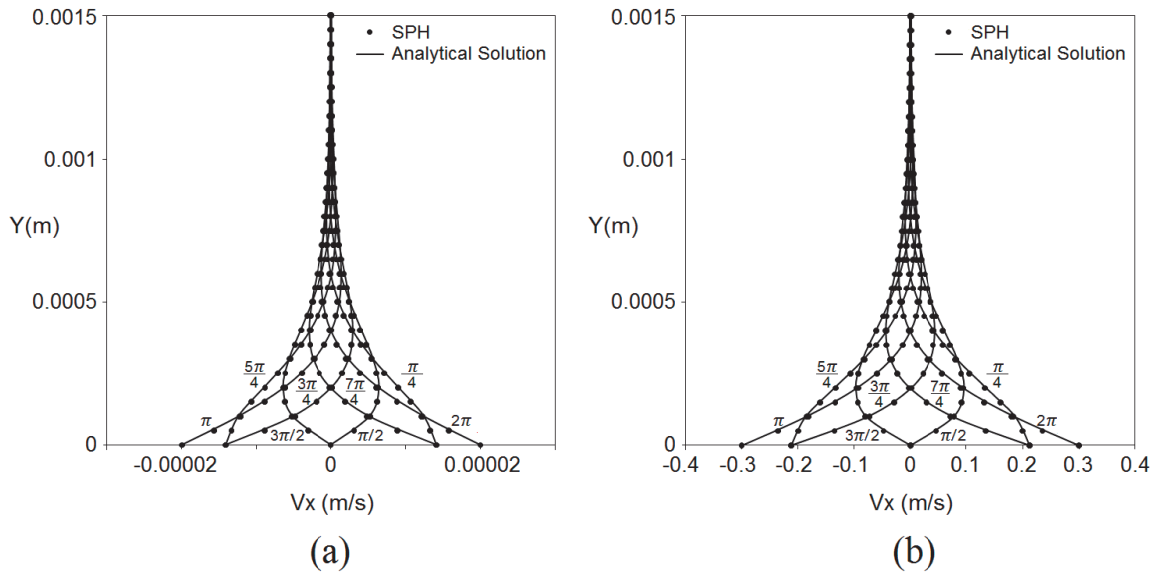 0.0015
SPH
Analytical Solution
0.001
Y(m)
0.0005
5π/4
π/4
3π/4
7π/4
π
2π
3π/2
π/2
0
-0.00002
0
0.00002
Vx (m/s)
(a)
0.0015
SPH
Analytical Solution
0.001
Y(m)
0.0005
5π/4
π/4
3π/4
7π/4
π
2π
3π/2
π/2
0
-0.4 -0.3 -0.2 -0.1 0 0.1 0.2 0.3 0.4
Vx (m/s)
(b)